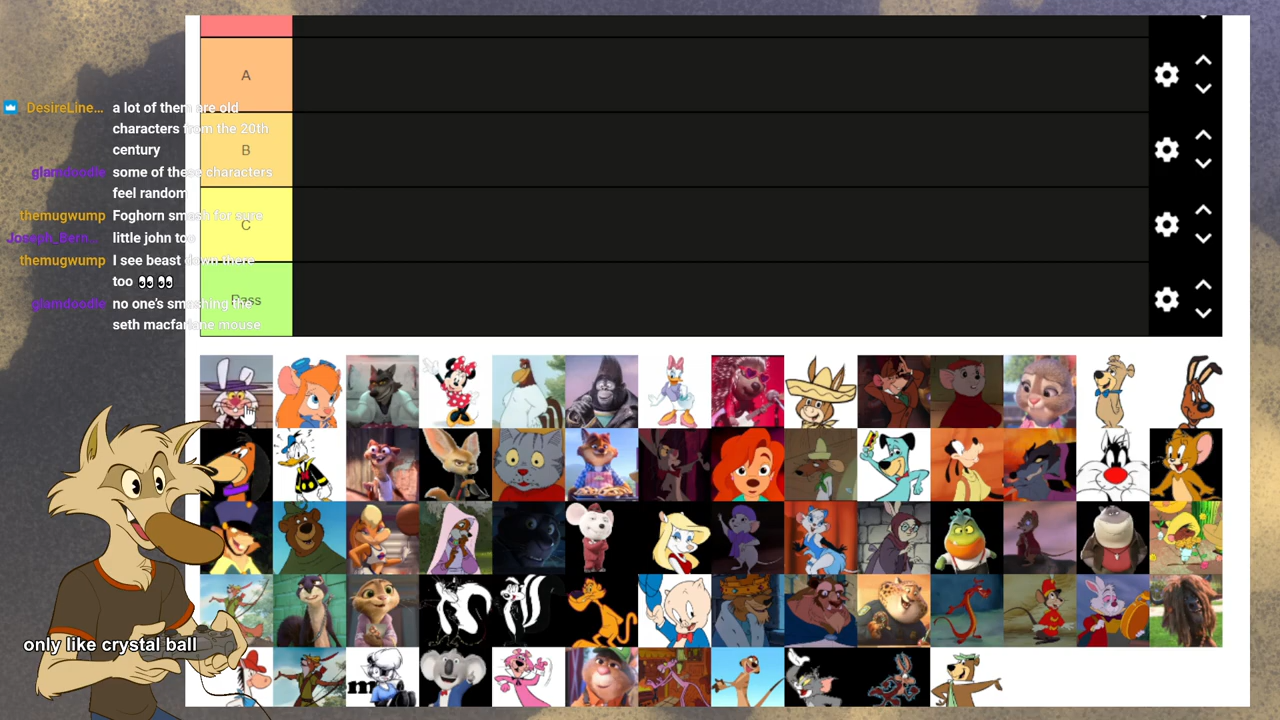 A
B
C
Pass
DesireLine... a lot of them are old
characters from the 20th
century
glamdoodle some of these characters
feel random
themugwump Foghorn smash for sure
Joseph_Bern... little john too
themugwump I see beast down there
too 👀👀
glamdoodle no one's smashing the
seth macfarlane mouse
only like crystal ball
m